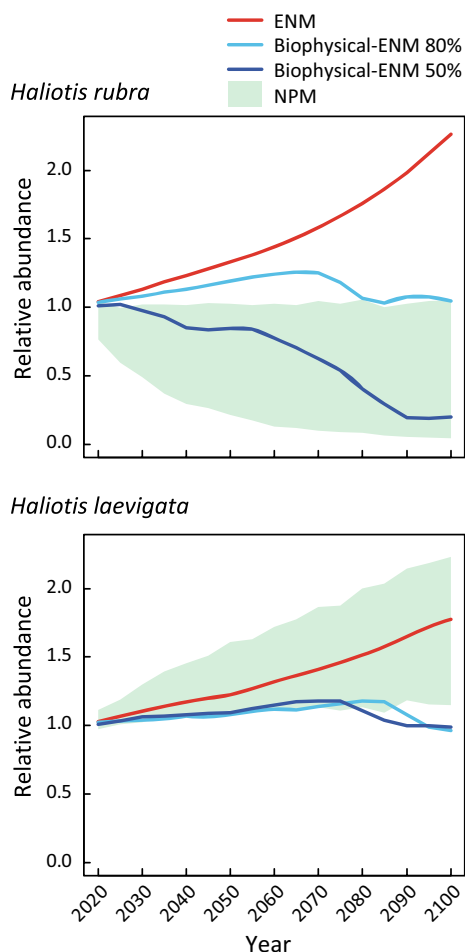 ENM
Biophysical-ENM 80%
Biophysical-ENM 50%
NPM
Haliotis rubra
Relative abundance
2.0
1.5
1.0
0.5
0.0
Haliotis laevigata
Relative abundance
2.0
1.5
1.0
0.5
0.0
2020 2030 2040 2050 2060 2070 2080 2090 2100
Year